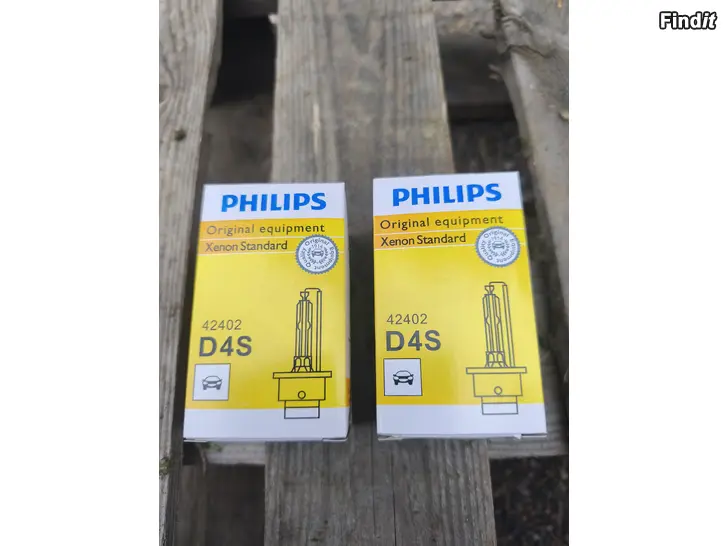 Findit
PHILIPS
Original equipment
Xenon Standard
42402
D4S
PHILIPS
Original equipment
Xenon Standard
42402
D4S